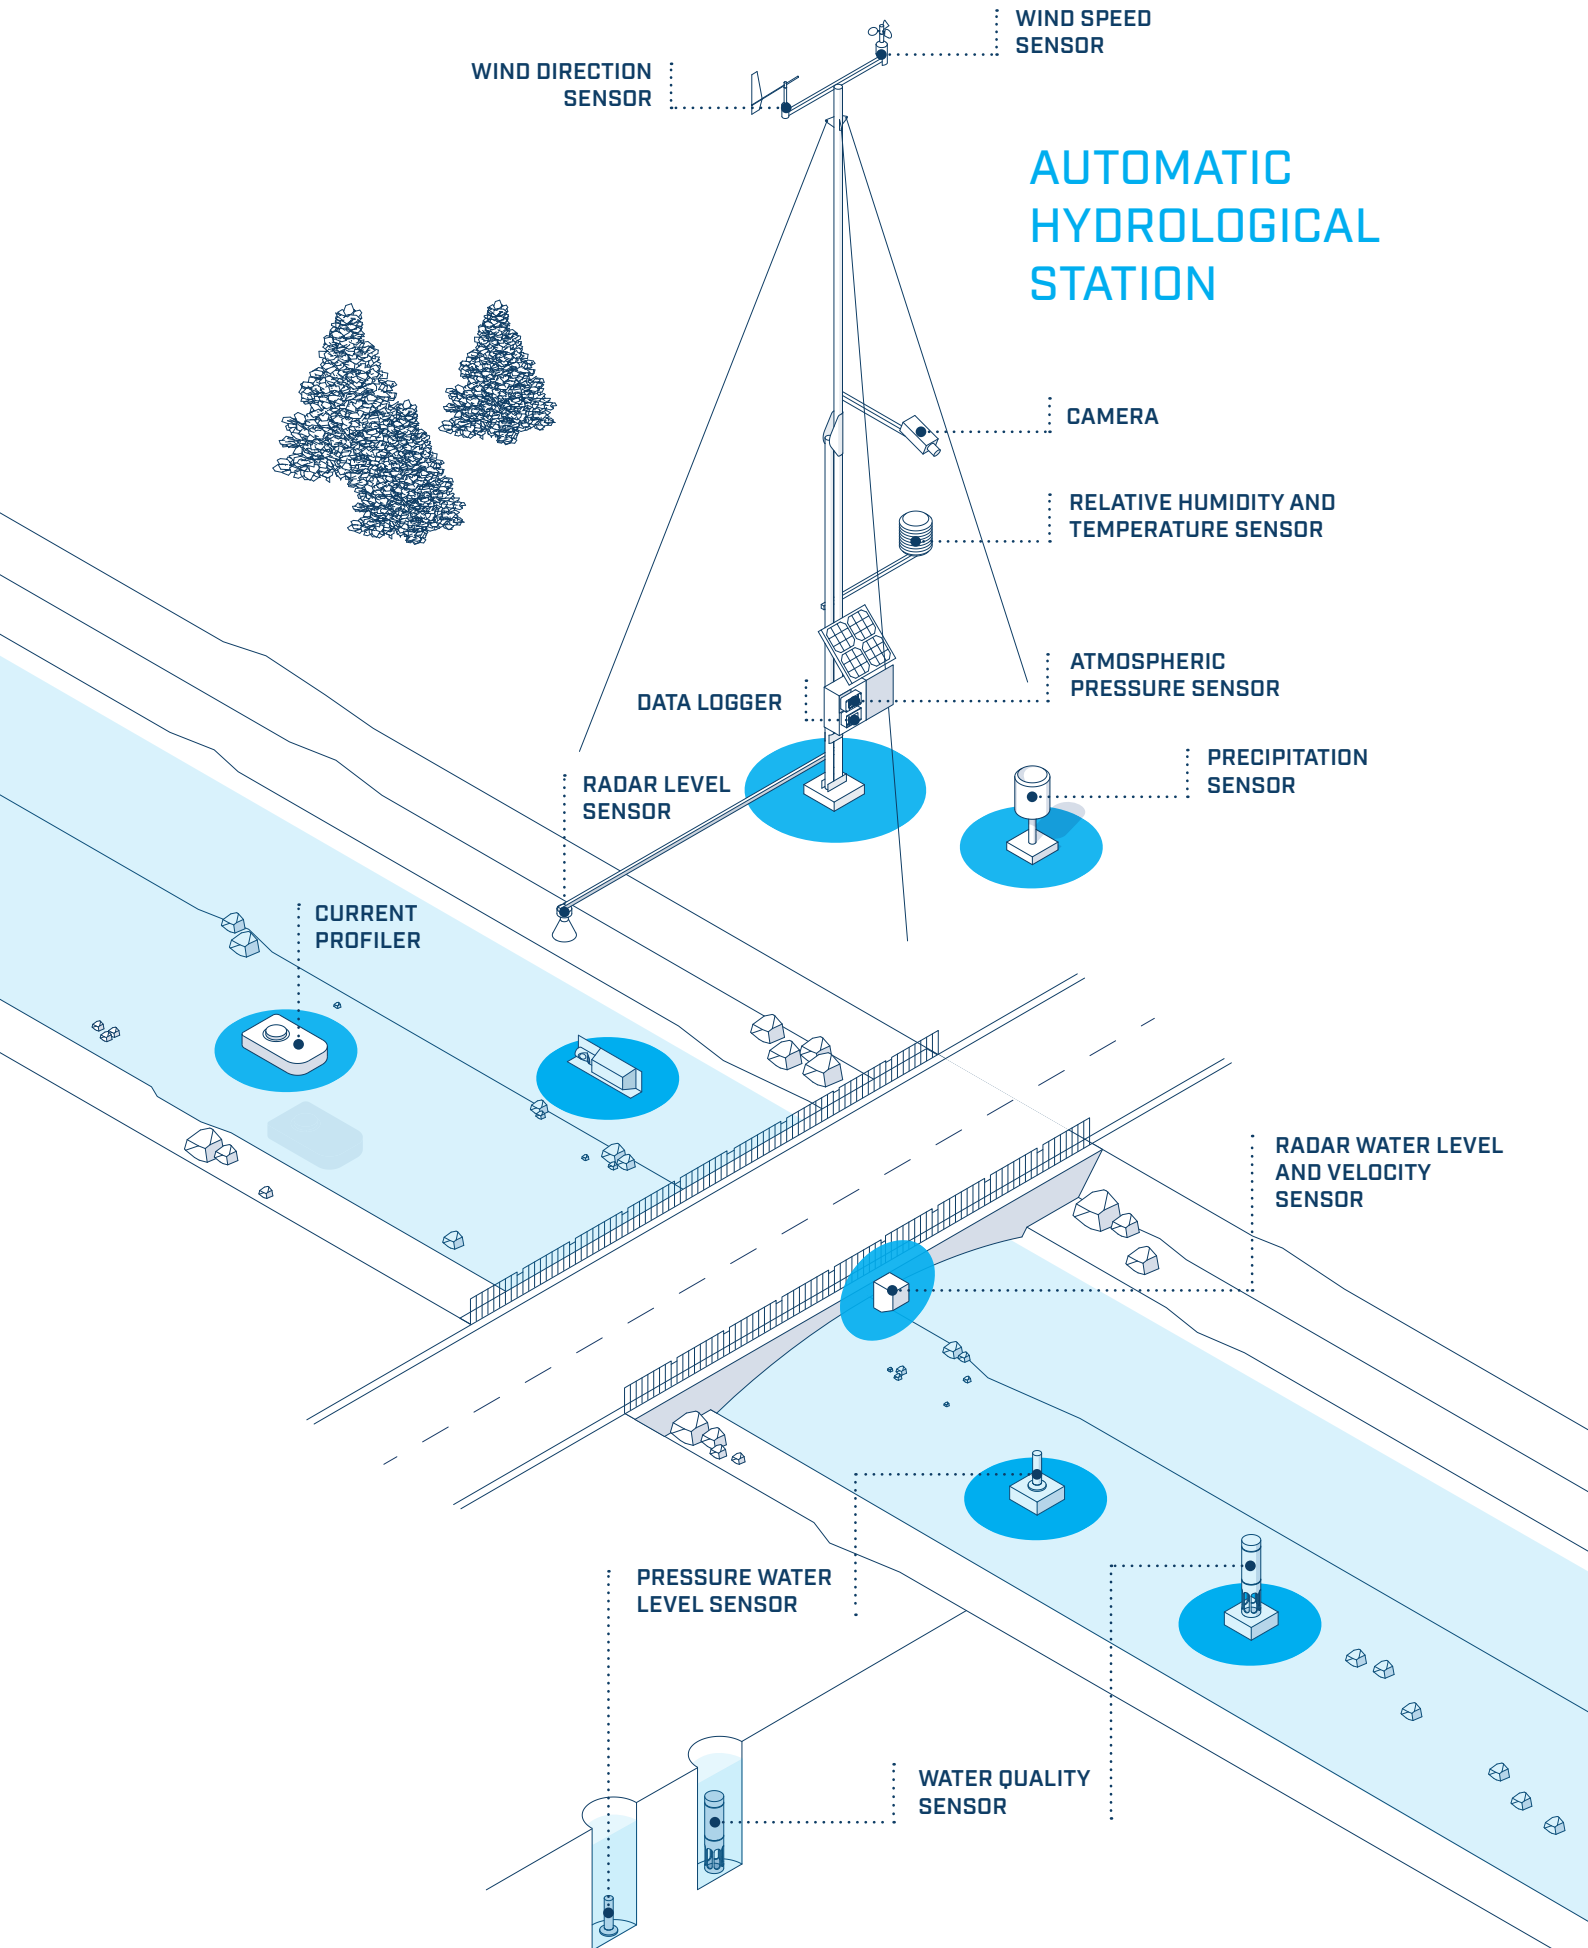 WIND SPEED
SENSOR
WIND DIRECTION
SENSOR
AUTOMATIC
HYDROLOGICAL
STATION
CAMERA
RELATIVE HUMIDITY AND
TEMPERATURE SENSOR
ATMOSPHERIC
PRESSURE SENSOR
DATA LOGGER
PRECIPITATION
SENSOR
RADAR LEVEL
SENSOR
CURRENT
PROFILER
RADAR WATER LEVEL
AND VELOCITY
SENSOR
PRESSURE WATER
LEVEL SENSOR
WATER QUALITY
SENSOR